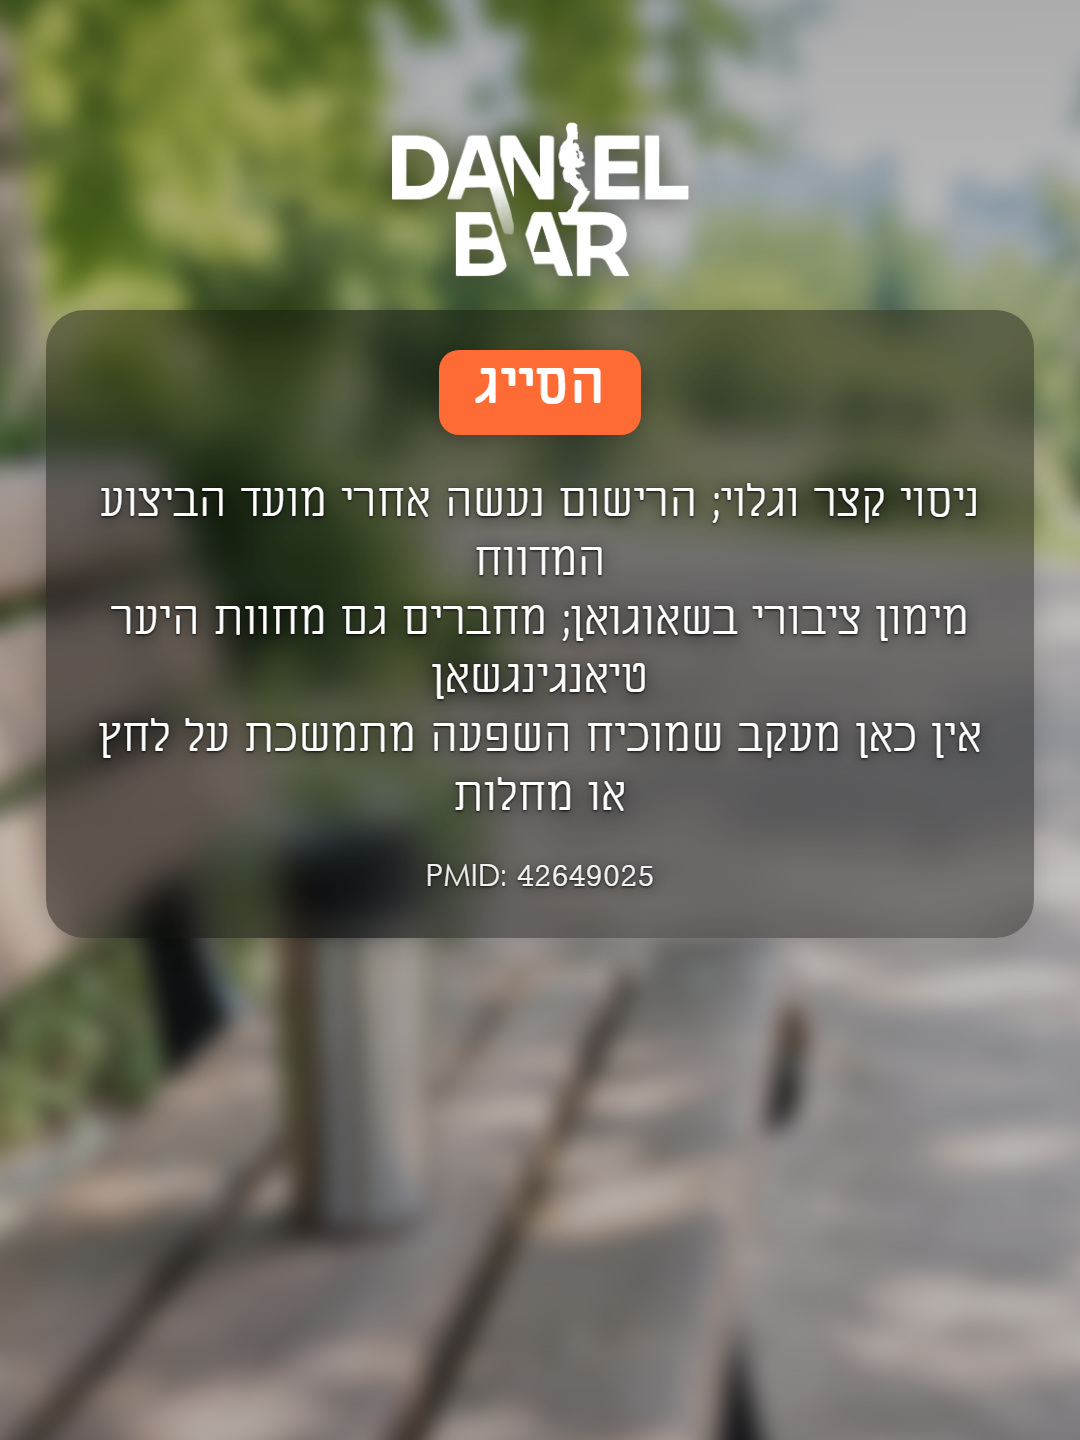 DANIEL
BAR
הסייג
ניסוי קצר וגלוי; הרישום נעשה אחרי מועד הביצוע
המדווח
מימון ציבורי בשאוגואן; מחברים גם מחוות היער
טיאנגינגשאן
אין כאן מעקב שמוכיח השפעה מתמשכת על לחץ
או מחלות
PMID: 42649025